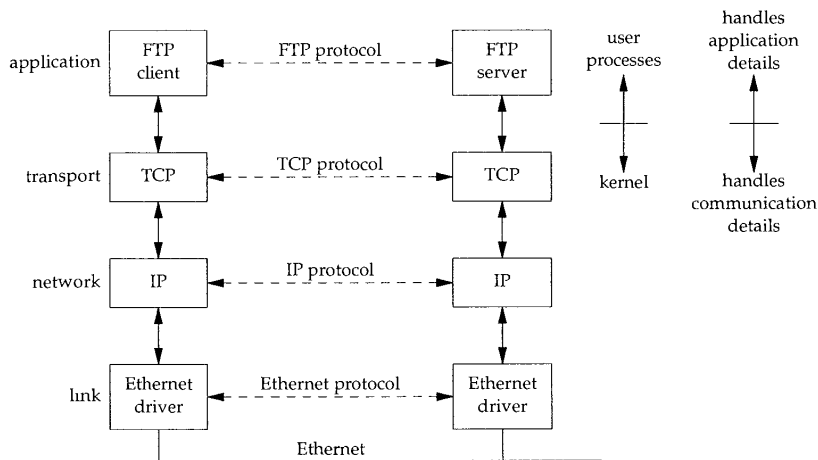 application
FTP
client
FTP protocol
FTP
server
user
processes
handles
application
details
transport
TCP
TCP protocol
TCP
kernel
handles
communication
details
network
IP
IP protocol
IP
link
Ethernet
driver
Ethernet protocol
Ethernet
driver
Ethernet